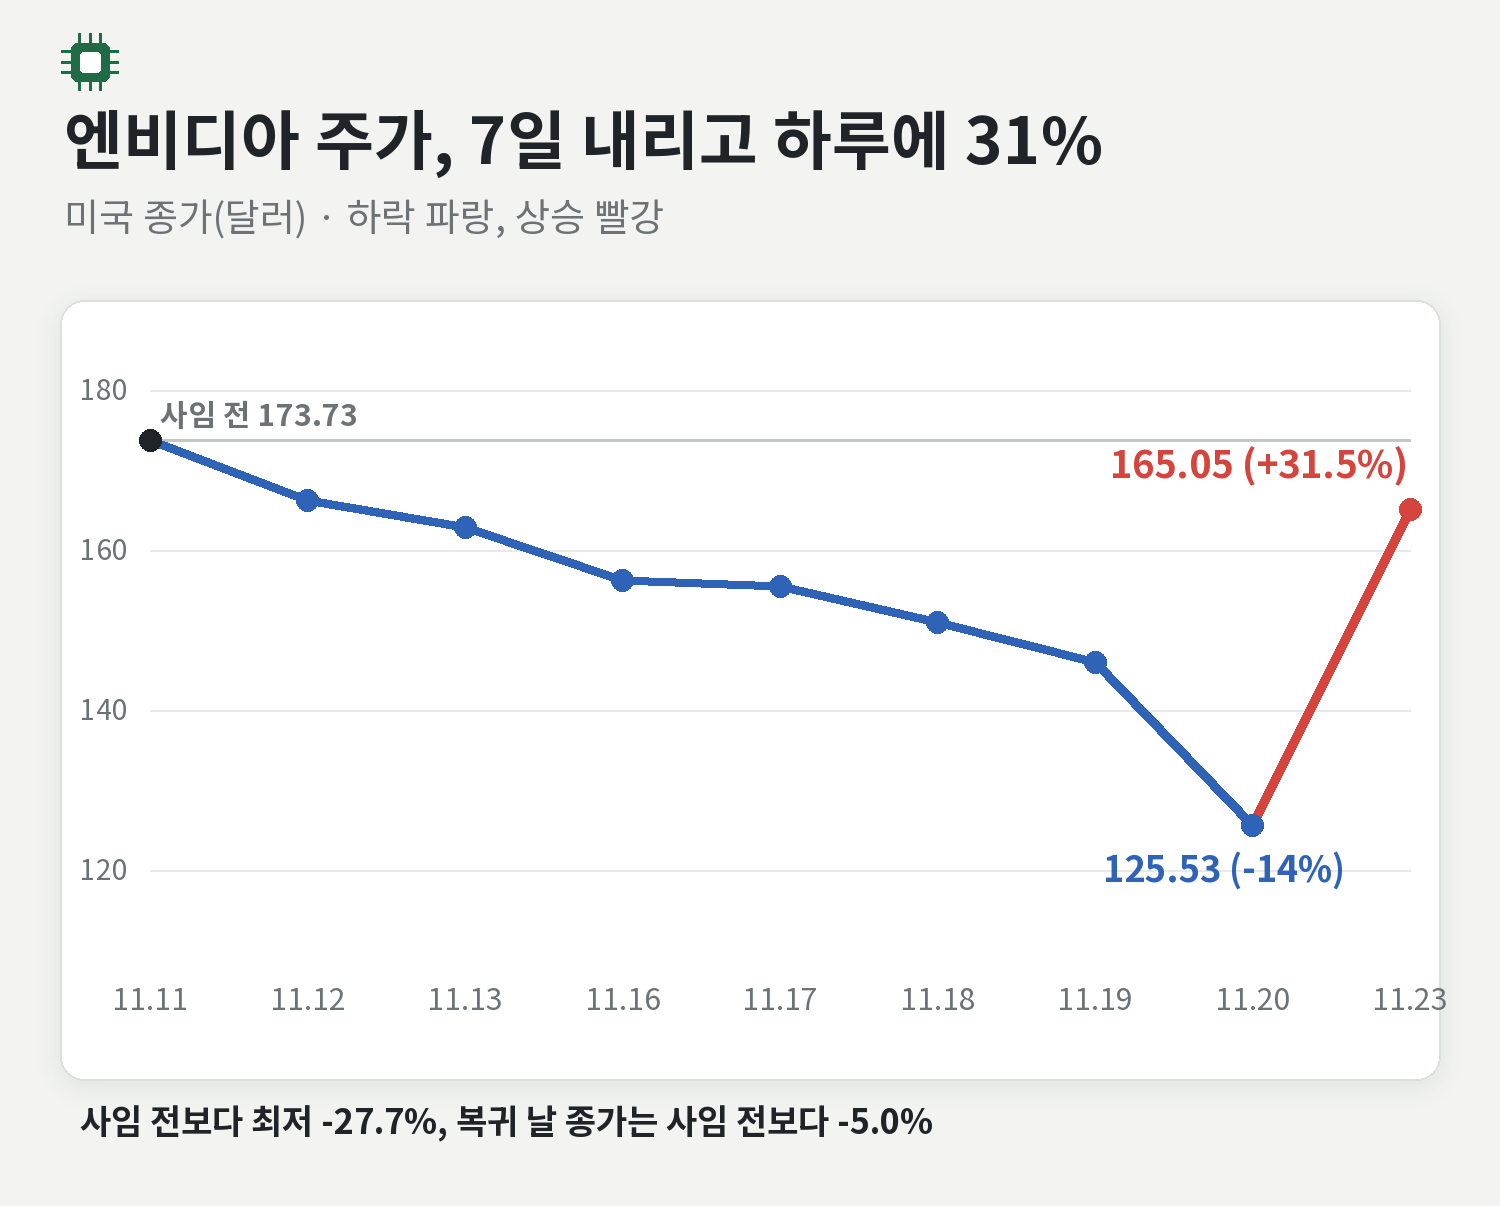 엔비디아 주가, 7일 내리고 하루에 31%
미국 종가(달러) · 하락 파랑, 상승 빨강
180
사임 전 173.73
165.05 (+31.5%)
160
140
120
125.53 (-14%)
11.11 11.12 11.13 11.16 11.17 11.18 11.19 11.20 11.23
사임 전보다 최저 -27.7%, 복귀 날 종가는 사임 전보다 -5.0%